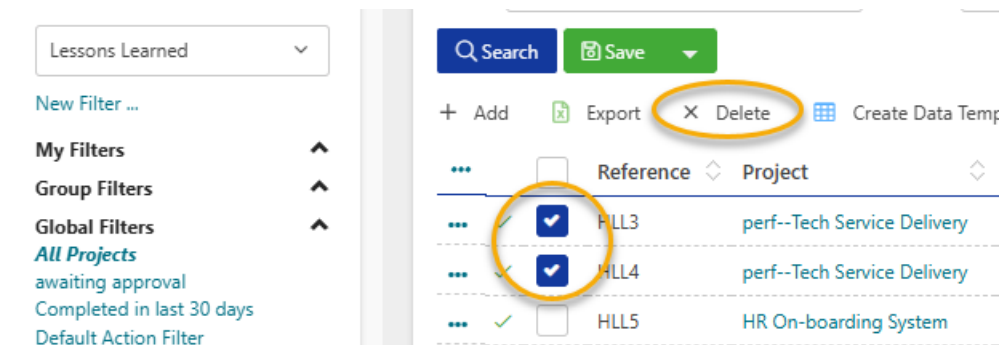 Lessons Learned
New Filter ...
My Filters
Group Filters
Global Filters
All Projects
awaiting approval
Completed in last 30 days
Default Action Filter
Search Save
Add Export Delete Create Data Temp
Reference Project
HLL3 perf--Tech Service Delivery
HLL4 perf--Tech Service Delivery
HLL5 HR On-boarding System